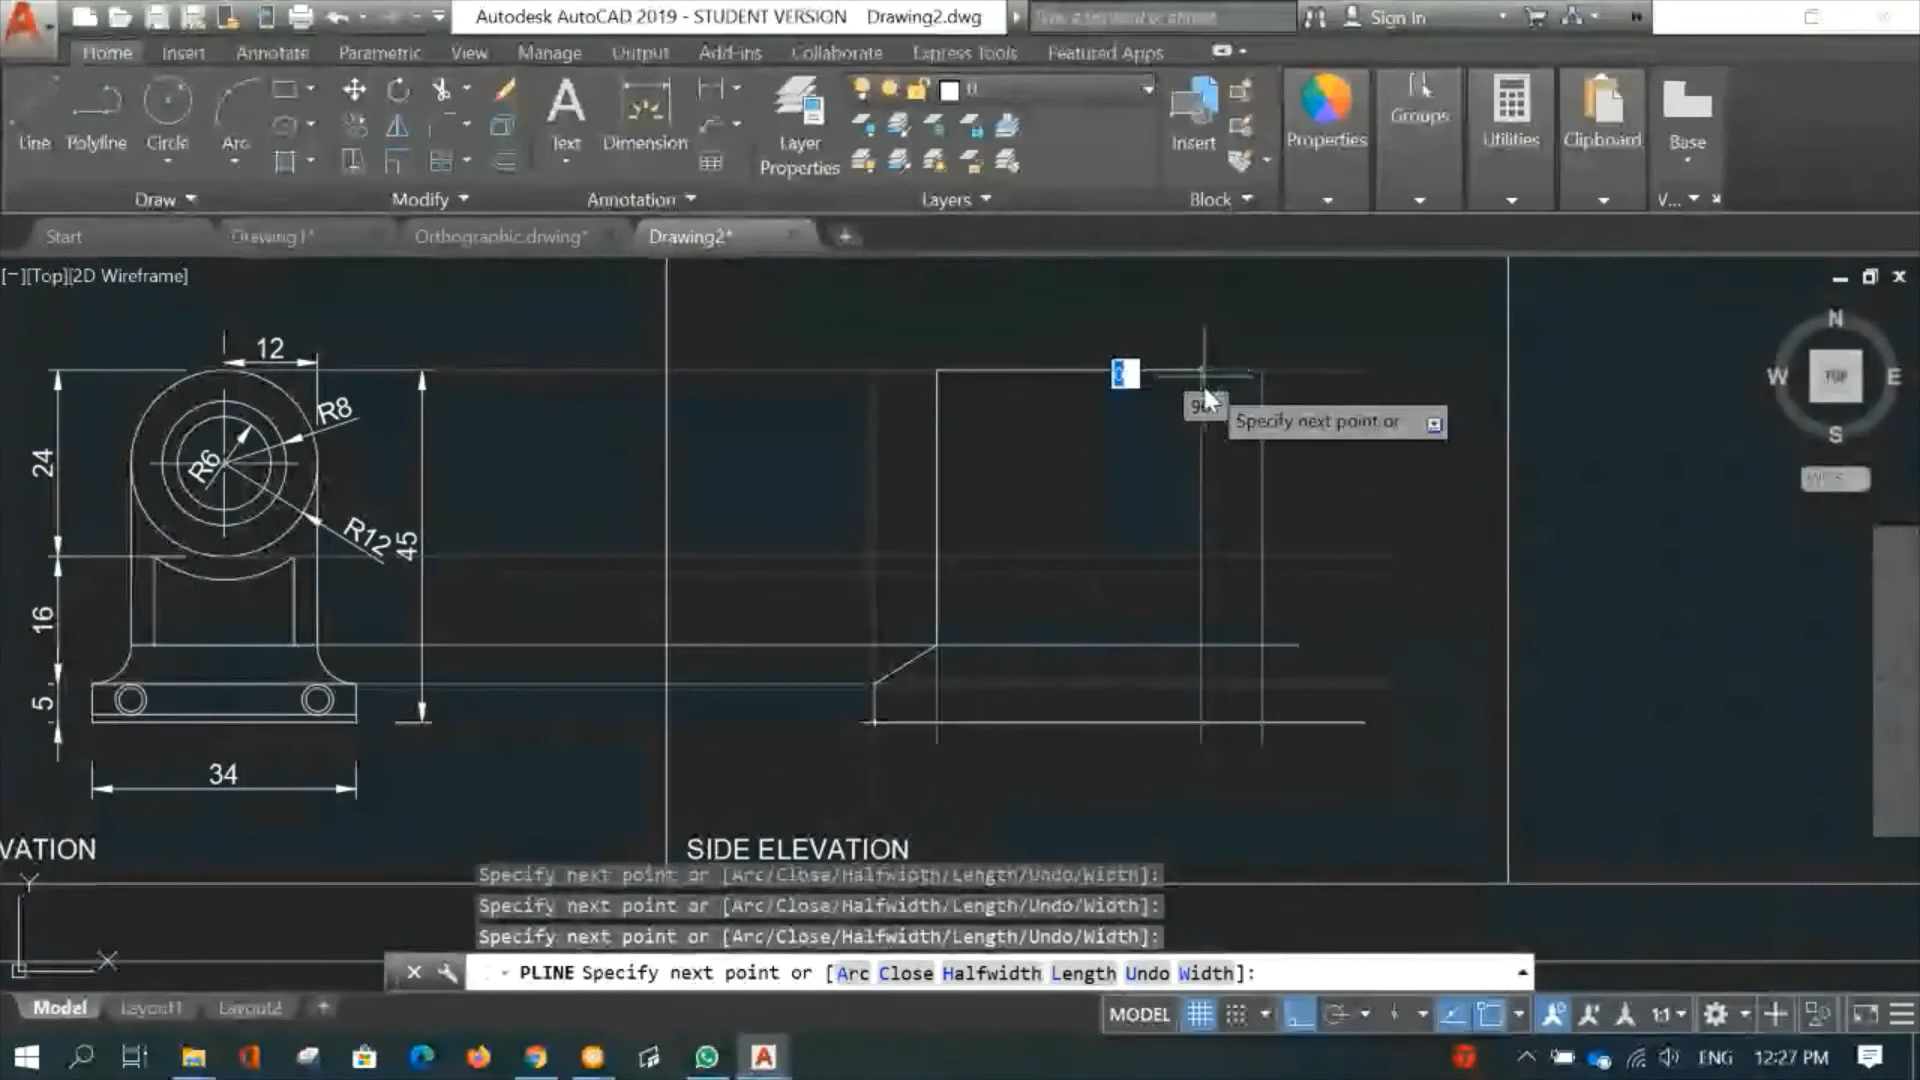 Autodesk AutoCAD 2019 - STUDENT VERSION Drawing2.dwg
Sign In
Home Insert Annotate Parametric View Manage Output Add-ins Collaborate Express Tools Featured Apps
Line Polyline Circle Arc Text Dimension Layer Properties Insert Properties Groups Utilities Clipboard Base
Draw Modify Annotation Layers Block V...
Start Drawing1* Orthographic.drwing* Drawing2*
[−][Top][2D Wireframe]
N
W TOP E
S
12
R8
R6
24
R12
45
16
5
34
Specify next point or
VATION
SIDE ELEVATION
Y
X
Specify next point or [Arc/Close/Halfwidth/Length/Undo/Width]:
Specify next point or [Arc/Close/Halfwidth/Length/Undo/Width]:
Specify next point or [Arc/Close/Halfwidth/Length/Undo/Width]:
PLINE Specify next point or [Arc Close Halfwidth Length Undo Width]:
Model Layout1 Layout2 +
MODEL 1:1
ENG 12:27 PM